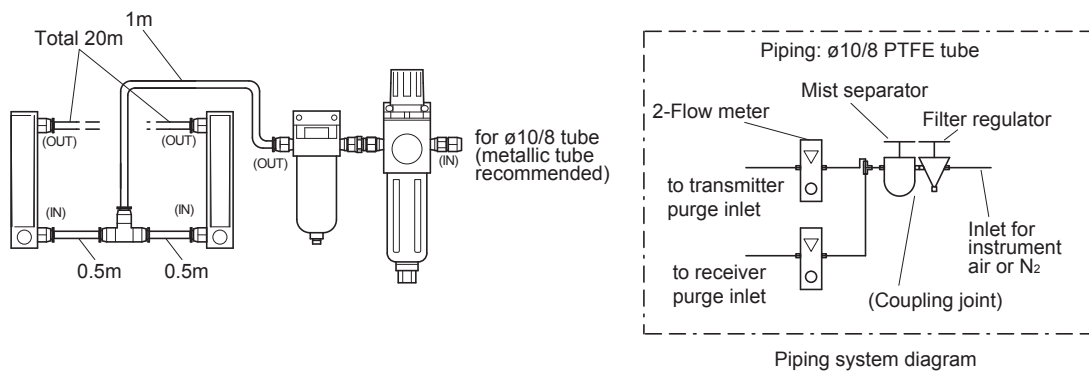 1m
Total 20m
(OUT)
(OUT)
(OUT)
(IN)
for ø10/8 tube
(metallic tube
recommended)
(IN)
(IN)
0.5m
0.5m
Piping: ø10/8 PTFE tube
Mist separator
2-Flow meter
Filter regulator
to transmitter
purge inlet
Inlet for
instrument
air or N2
to receiver
purge inlet
(Coupling joint)
Piping system diagram